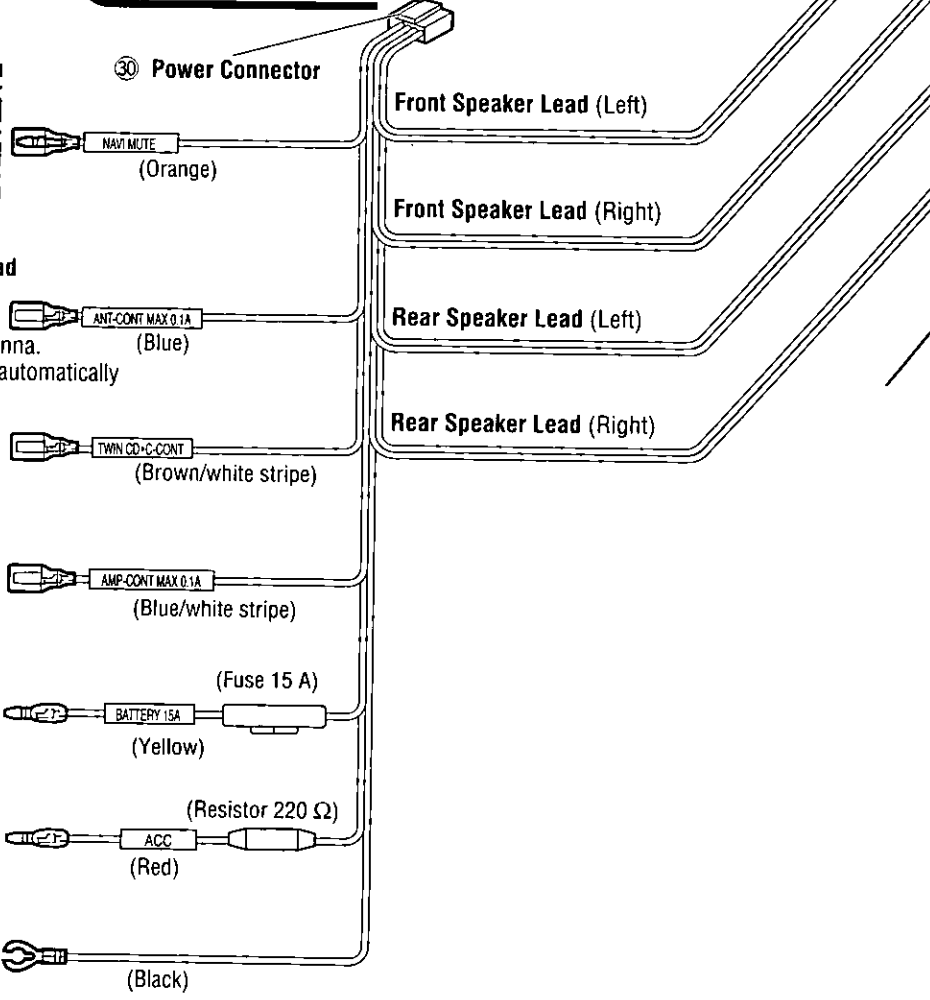 ㉚ Power Connector
Front Speaker Lead (Left)
NAVI MUTE
(Orange)
Front Speaker Lead (Right)
ANT-CONT MAX 0.1A
(Blue)
nna.
automatically
Rear Speaker Lead (Left)
Rear Speaker Lead (Right)
TWIN CD•C-CONT
(Brown/white stripe)
AMP-CONT MAX 0.1A
(Blue/white stripe)
(Fuse 15 A)
BATTERY 15A
(Yellow)
(Resistor 220 Ω)
ACC
(Red)
(Black)